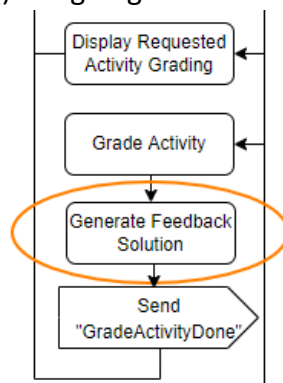 Display Requested
Activity Grading
Grade Activity
Generate Feedback
Solution
Send
"GradeActivityDone"